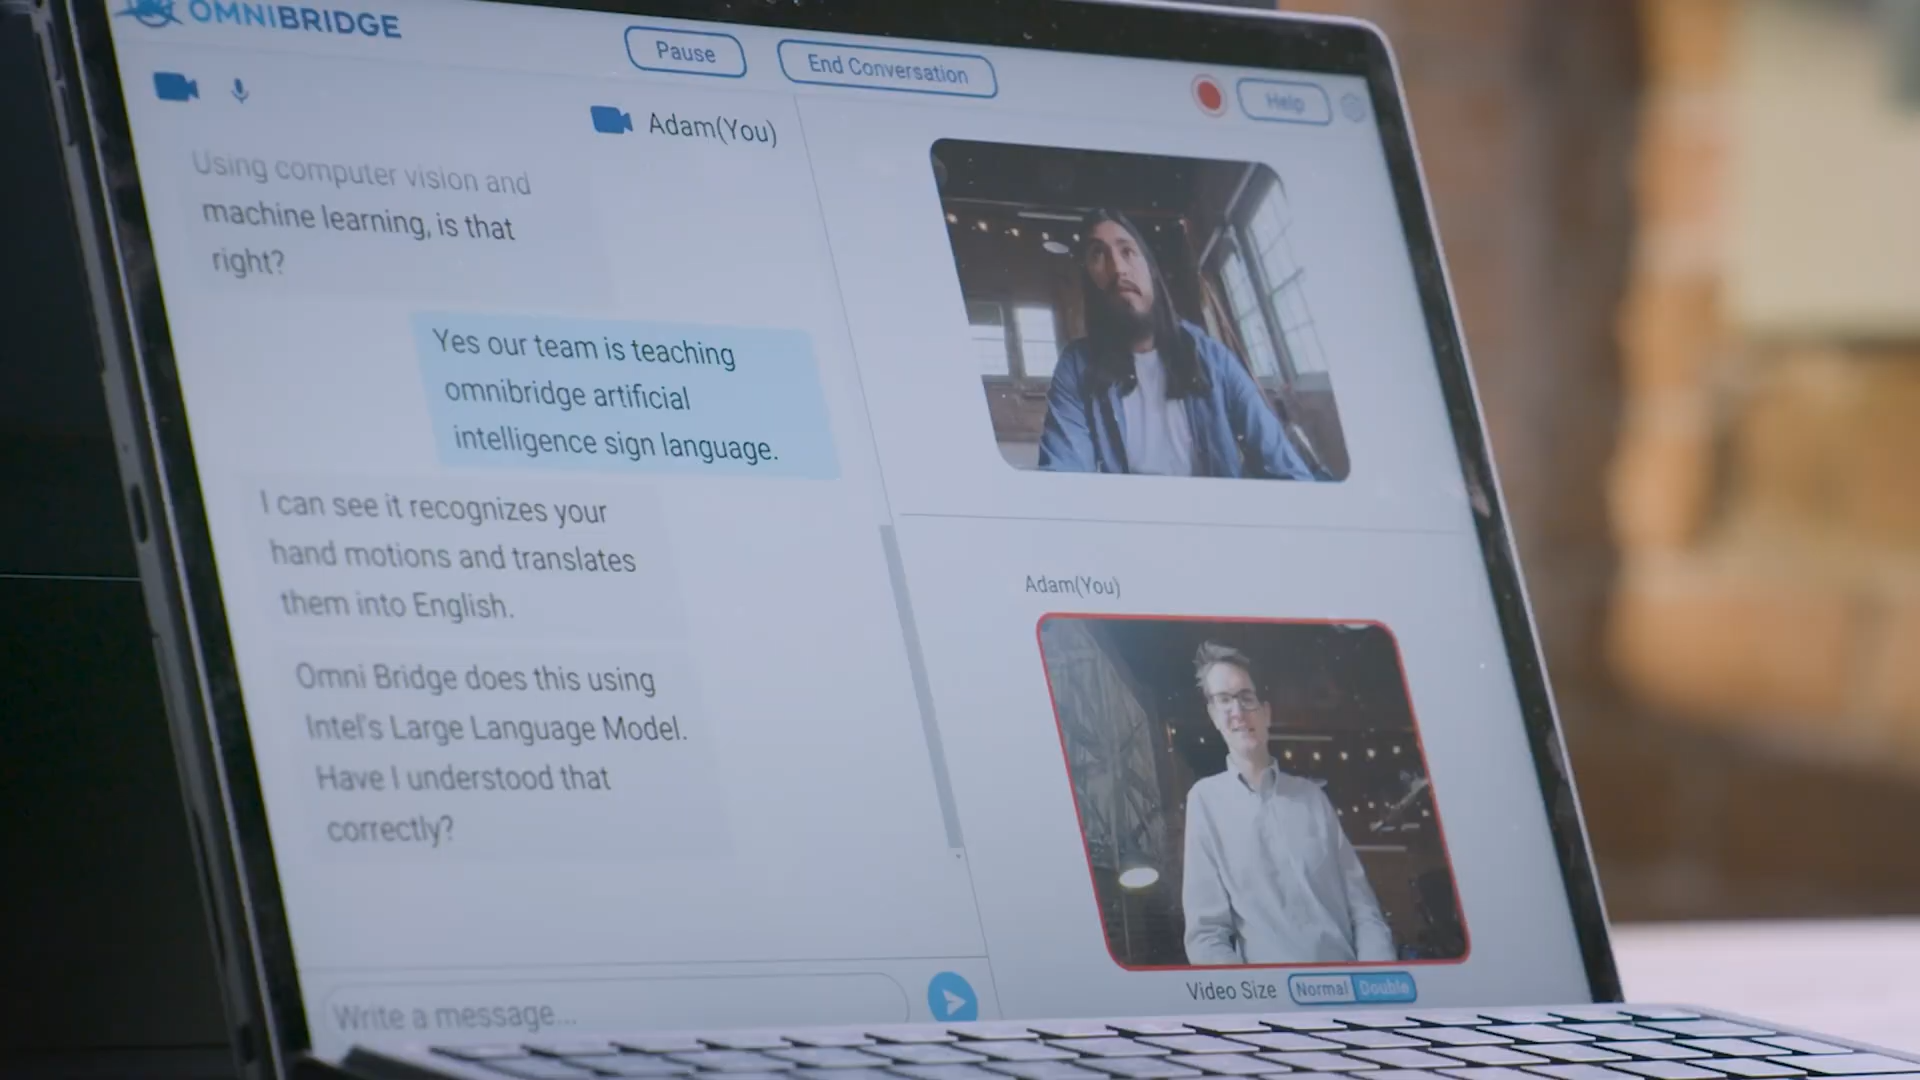 OMNIBRIDGE
Pause
End Conversation
Help
Adam(You)
Using computer vision and
machine learning, is that
right?
Yes our team is teaching
omnibridge artificial
intelligence sign language.
I can see it recognizes your
hand motions and translates
them into English.
Omni Bridge does this using
Intel's Large Language Model.
Have I understood that
correctly?
Write a message...
Adam(You)
Video Size Normal Double